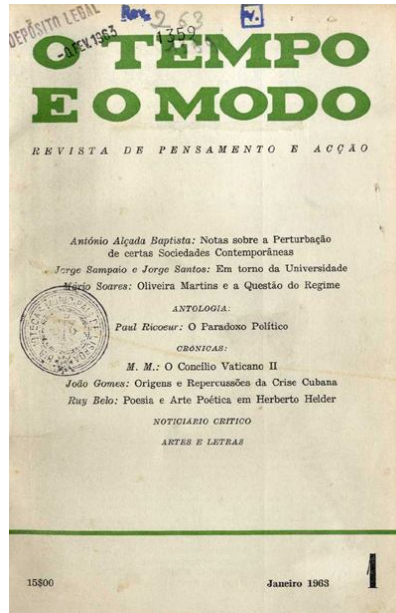 DEPÓSITO LEGAL
FEV. 1963
Rev. 263
1359
O TEMPO
E O MODO
REVISTA DE PENSAMENTO E ACÇÃO
António Alçada Baptista: Notas sobre a Perturbação
de certas Sociedades Contemporâneas
Jorge Sampaio e Jorge Santos: Em torno da Universidade
Mário Soares: Oliveira Martins e a Questão do Regime
ANTOLOGIA:
Paul Ricoeur: O Paradoxo Político
CRÓNICAS:
M. M.: O Concílio Vaticano II
João Gomes: Origens e Repercussões da Crise Cubana
Ruy Belo: Poesia e Arte Poética em Herberto Helder
NOTICIÁRIO CRÍTICO
ARTES E LETRAS
15$00
Janeiro 1963
1